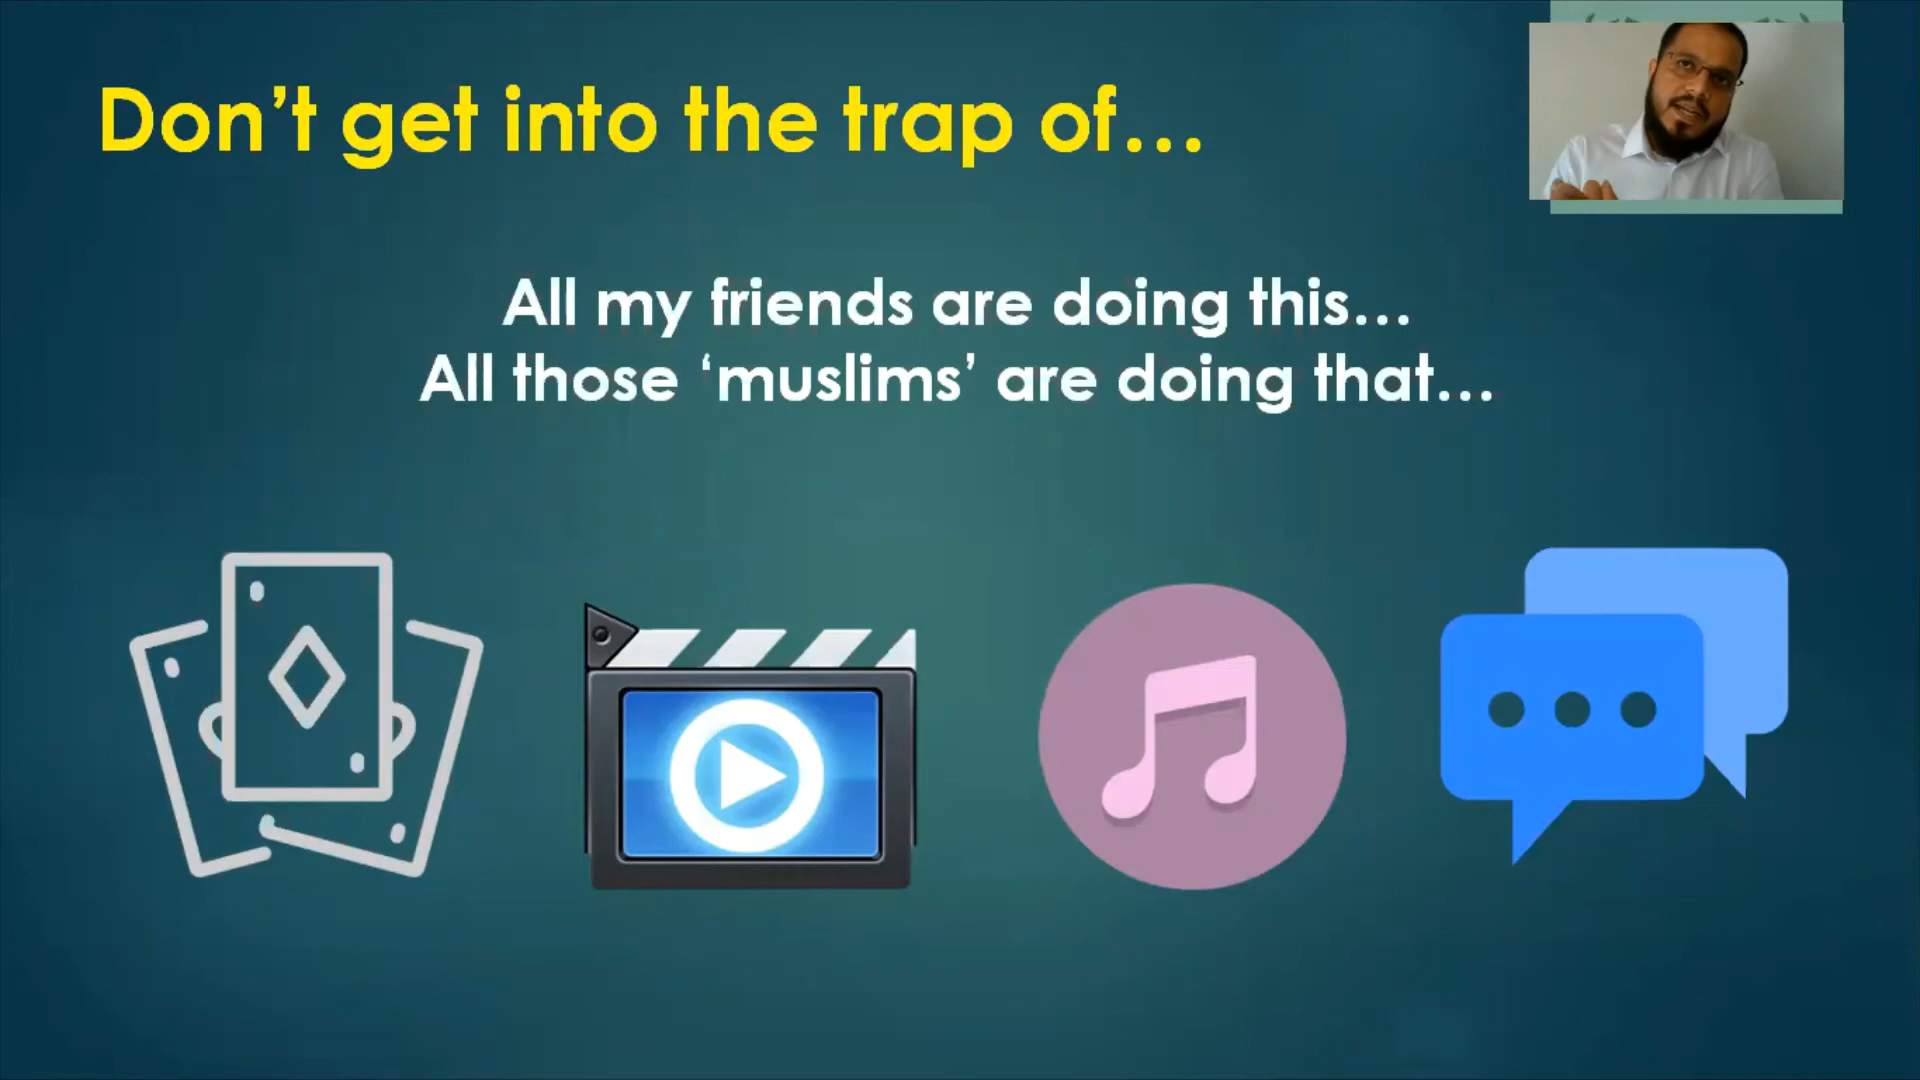 Don’t get into the trap of...
All my friends are doing this...
All those ‘muslims’ are doing that...